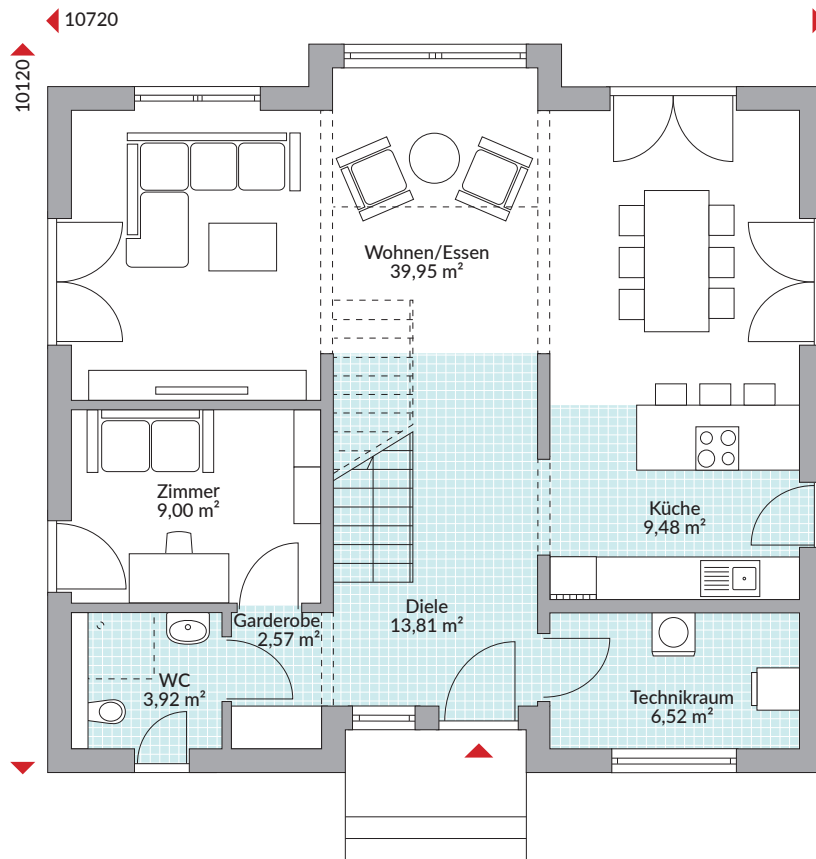 10720
10120
Wohnen/Essen
39,95 m²
Zimmer
9,00 m²
Küche
9,48 m²
Garderobe
2,57 m²
Diele
13,81 m²
WC
3,92 m²
Technikraum
6,52 m²